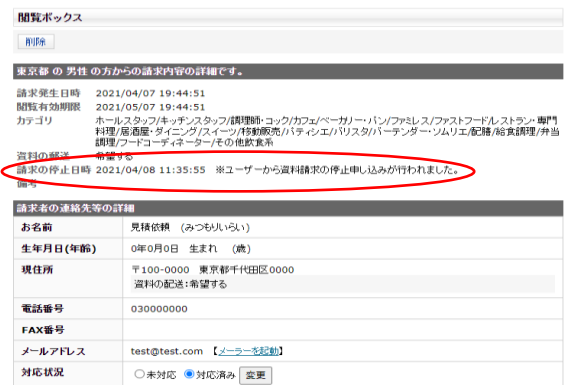 閲覧ボックス
削除
東京都 の 男性 の方からの請求内容の詳細です。
請求発生日時 2021/04/07 19:44:51
閲覧有効期限 2021/05/07 19:44:51
カテゴリ ホールスタッフ/キッチンスタッフ/調理師・コック/カフェ/ベーカリー・パン/ファミレス/ファストフード/レストラン・専門
料理/居酒屋・ダイニング/スイーツ/移動販売/パティシエ/バリスタ/バーテンダー・ソムリエ/配膳/給食調理/弁当
調理/フードコーディネーター/その他飲食系
資料の郵送 希望する
請求の停止日時 2021/04/08 11:35:55 ※ユーザーから資料請求の停止申し込みが行われました。
備考
請求者の連絡先等の詳細
お名前 見積依頼 (みつもりいらい)
生年月日(年齢) 0年0月0日 生まれ (歳)
現住所 〒100-0000 東京都千代田区0000
資料の配送:希望する
電話番号 030000000
FAX番号
メールアドレス test@test.com 【メーラーを起動】
対応状況 未対応 対応済み 変更